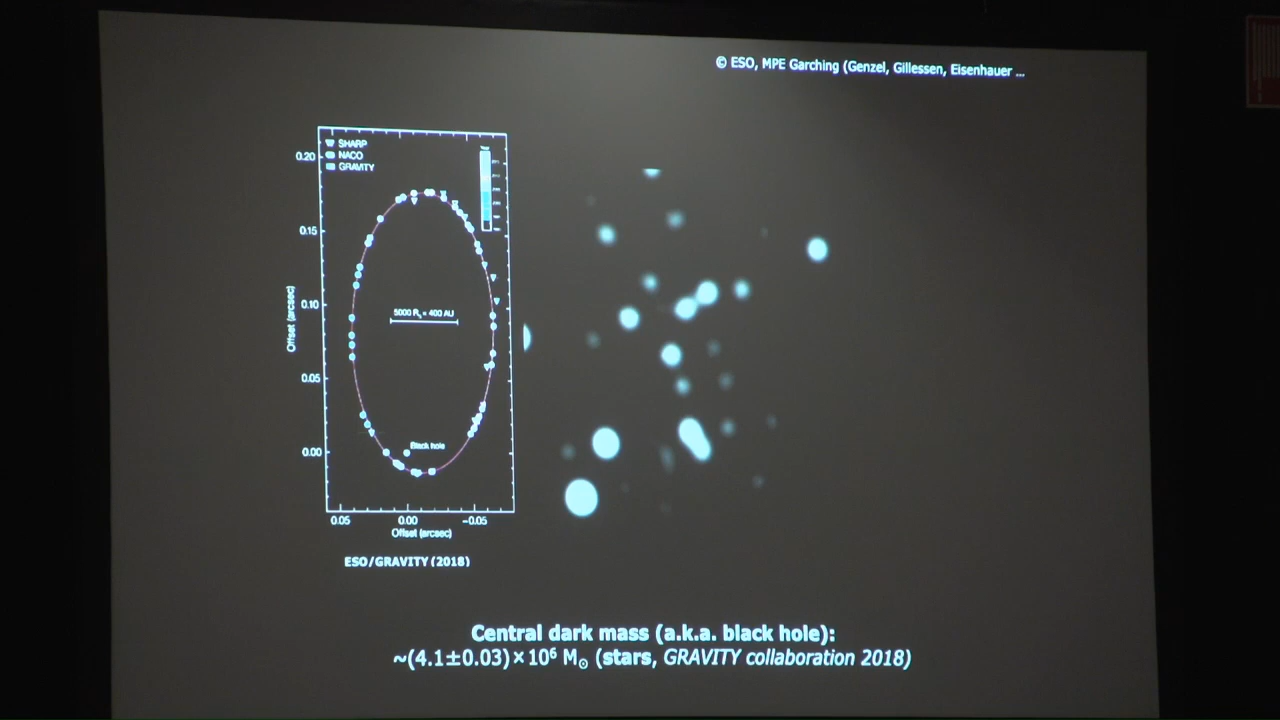 © ESO, MPE Garching (Genzel, Gillessen, Eisenhauer ...
SHARP
NACO
GRAVITY
0.20
0.15
0.10
0.05
0.00
Offset (arcsec)
5000 Rs = 400 AU
Black hole
0.05 0.00 −0.05
Offset (arcsec)
ESO/GRAVITY (2018)
Central dark mass (a.k.a. black hole):
~(4.1±0.03)×10⁶ M☉ (stars, GRAVITY collaboration 2018)